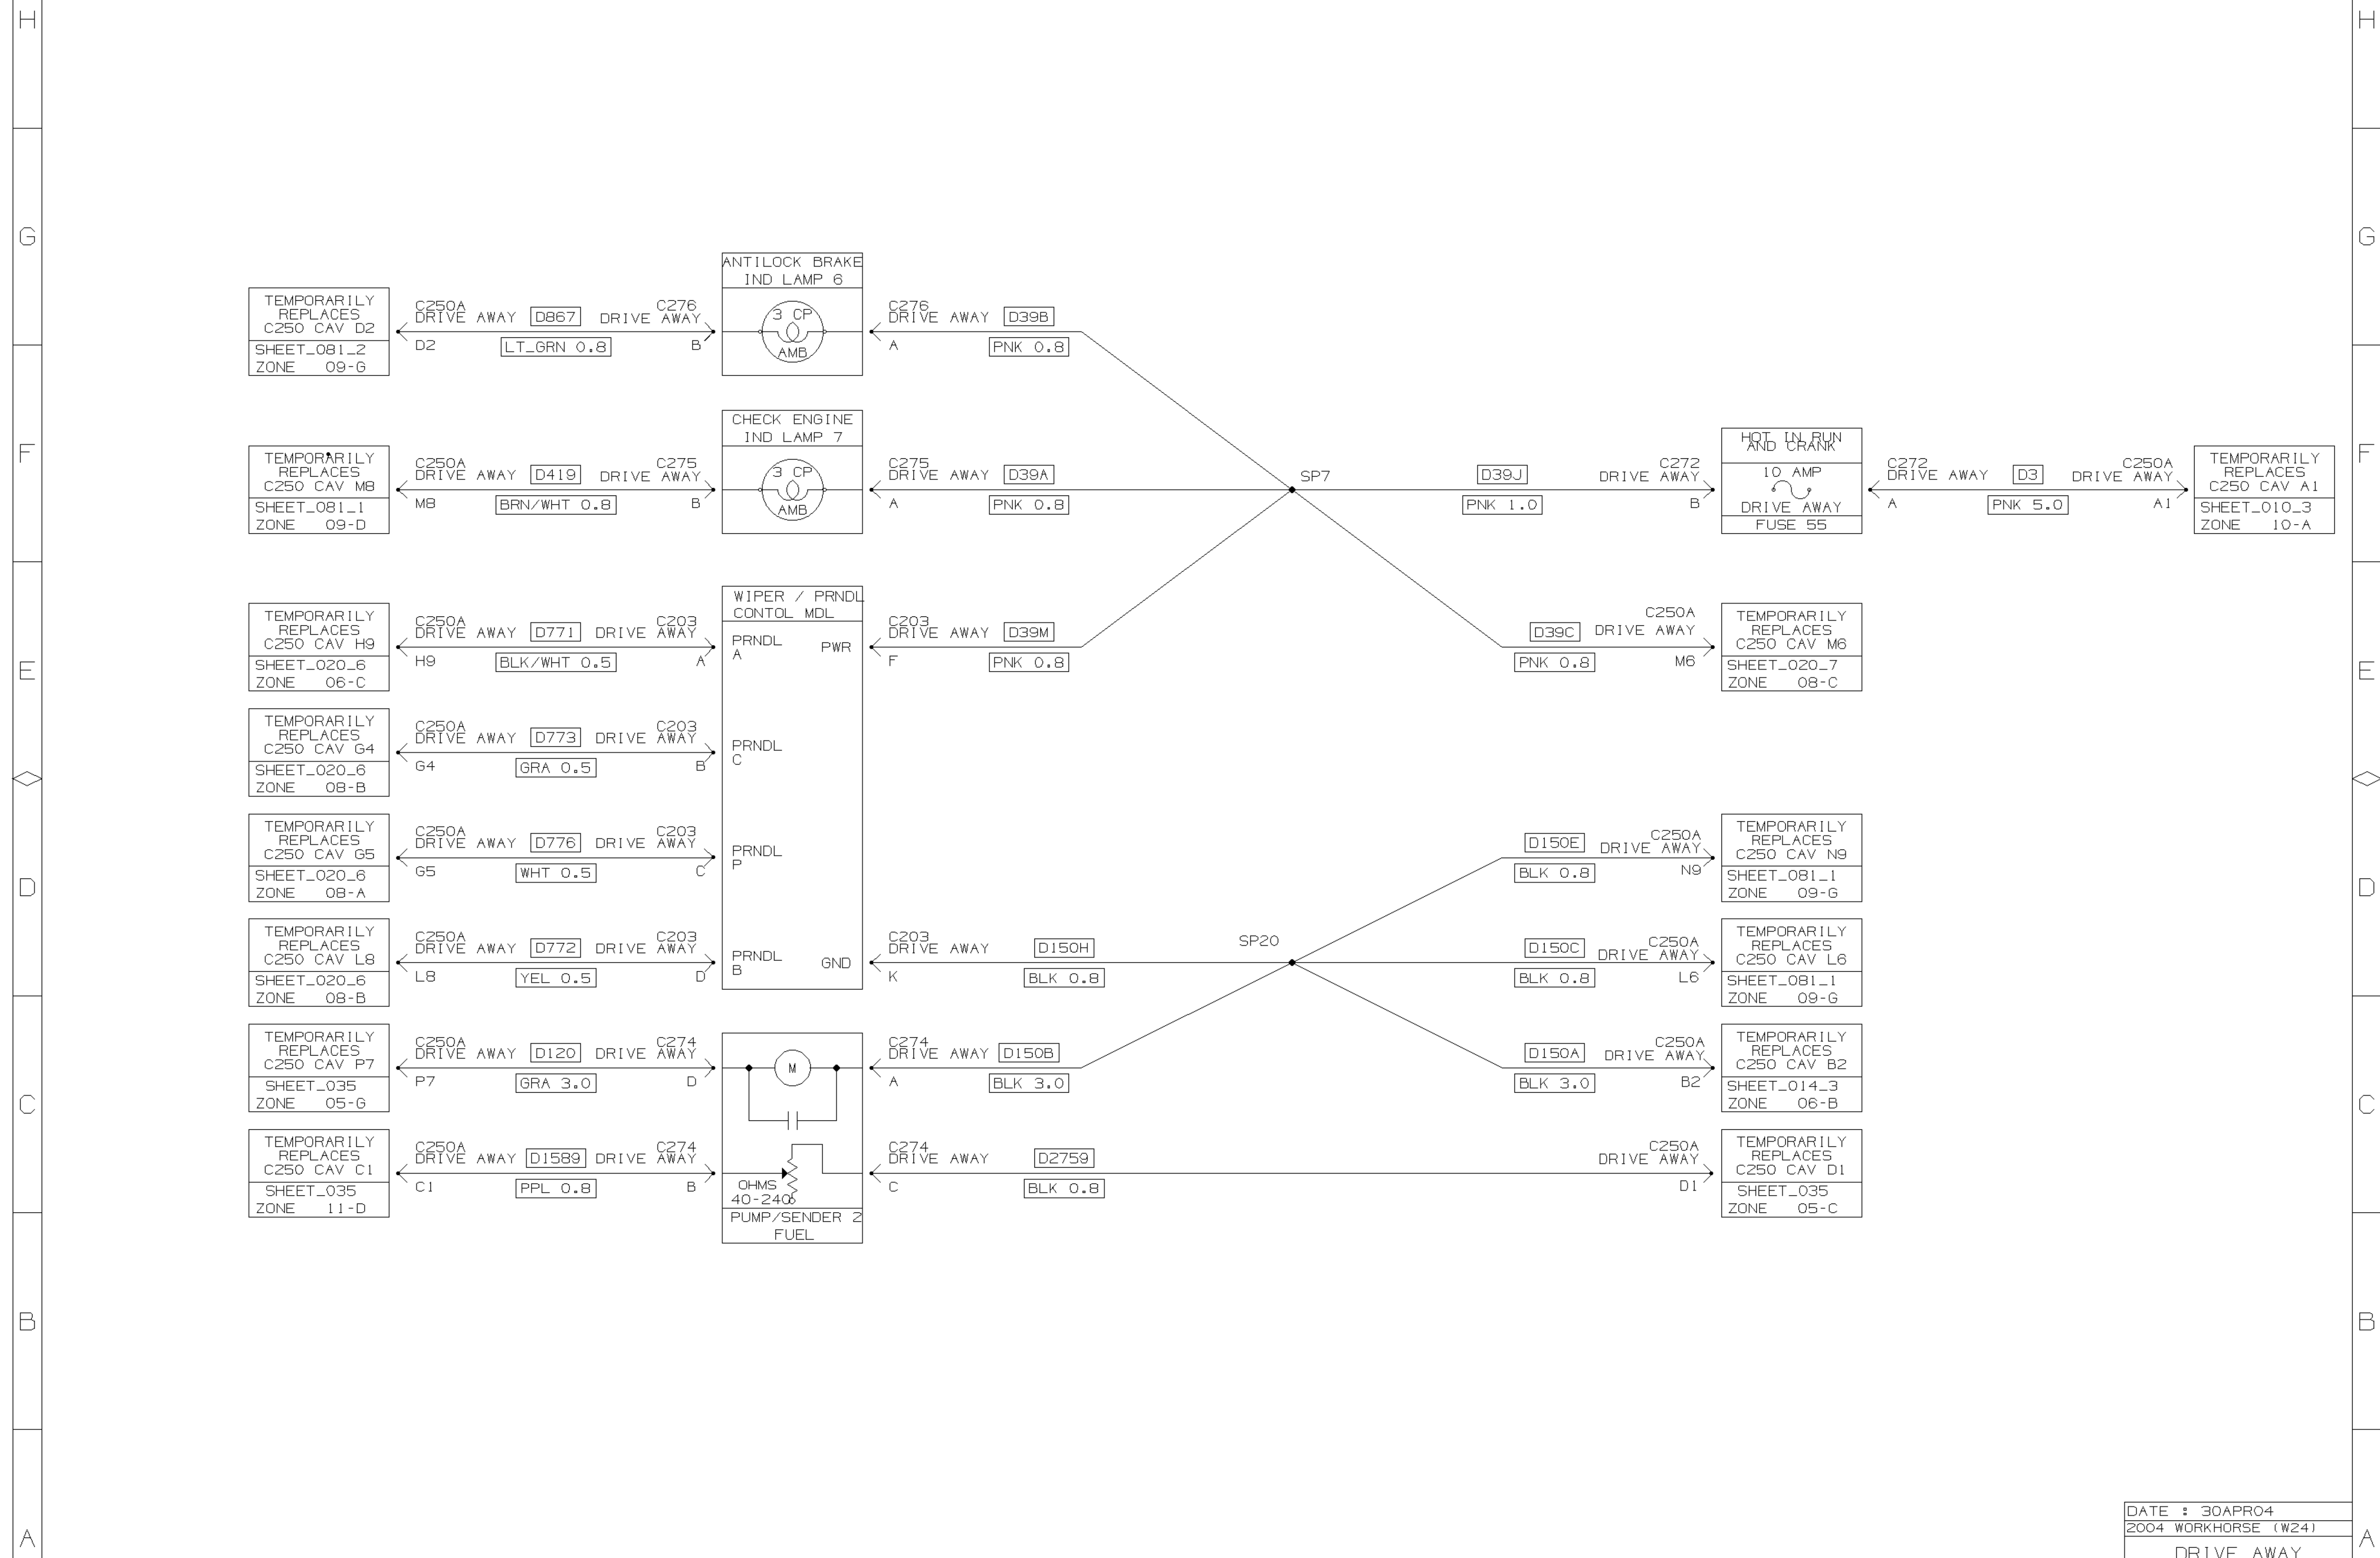 H
H
G
G
F
F
E
E
D
D
C
C
B
B
A
A
ANTILOCK BRAKE
IND LAMP 6
3 CP
AMB
TEMPORARILY
REPLACES
C250 CAV D2
SHEET_081_2
ZONE 09-G
C250A
DRIVE AWAY
D2
D867
LT_GRN 0.8
C276
DRIVE AWAY
B
C276
DRIVE AWAY
A
D39B
PNK 0.8
CHECK ENGINE
IND LAMP 7
3 CP
AMB
TEMPORARILY
REPLACES
C250 CAV M8
SHEET_081_1
ZONE 09-D
C250A
DRIVE AWAY
M8
D419
BRN/WHT 0.8
C275
DRIVE AWAY
B
C275
DRIVE AWAY
A
D39A
PNK 0.8
SP7
D39J
PNK 1.0
C272
DRIVE AWAY
B
HOT IN RUN
AND CRANK
10 AMP
DRIVE AWAY
FUSE 55
C272
DRIVE AWAY
A
D3
PNK 5.0
C250A
DRIVE AWAY
A1
TEMPORARILY
REPLACES
C250 CAV A1
SHEET_010_3
ZONE 10-A
WIPER / PRNDL
CONTOL MDL
PRNDL
A
PWR
PRNDL
C
PRNDL
P
PRNDL
B
GND
TEMPORARILY
REPLACES
C250 CAV H9
SHEET_020_6
ZONE 06-C
C250A
DRIVE AWAY
H9
D771
BLK/WHT 0.5
C203
DRIVE AWAY
A
C203
DRIVE AWAY
F
D39M
PNK 0.8
D39C
PNK 0.8
C250A
DRIVE AWAY
M6
TEMPORARILY
REPLACES
C250 CAV M6
SHEET_020_7
ZONE 08-C
TEMPORARILY
REPLACES
C250 CAV G4
SHEET_020_6
ZONE 08-B
C250A
DRIVE AWAY
G4
D773
GRA 0.5
C203
DRIVE AWAY
B
TEMPORARILY
REPLACES
C250 CAV G5
SHEET_020_6
ZONE 08-A
C250A
DRIVE AWAY
G5
D776
WHT 0.5
C203
DRIVE AWAY
C
D150E
BLK 0.8
C250A
DRIVE AWAY
N9
TEMPORARILY
REPLACES
C250 CAV N9
SHEET_081_1
ZONE 09-G
TEMPORARILY
REPLACES
C250 CAV L8
SHEET_020_6
ZONE 08-B
C250A
DRIVE AWAY
L8
D772
YEL 0.5
C203
DRIVE AWAY
D
C203
DRIVE AWAY
K
D150H
BLK 0.8
SP20
D150C
BLK 0.8
C250A
DRIVE AWAY
L6
TEMPORARILY
REPLACES
C250 CAV L6
SHEET_081_1
ZONE 09-G
TEMPORARILY
REPLACES
C250 CAV P7
SHEET_035
ZONE 05-G
C250A
DRIVE AWAY
P7
D120
GRA 3.0
C274
DRIVE AWAY
D
M
C274
DRIVE AWAY
A
D150B
BLK 3.0
D150A
BLK 3.0
C250A
DRIVE AWAY
B2
TEMPORARILY
REPLACES
C250 CAV B2
SHEET_014_3
ZONE 06-B
TEMPORARILY
REPLACES
C250 CAV C1
SHEET_035
ZONE 11-D
C250A
DRIVE AWAY
C1
D1589
PPL 0.8
C274
DRIVE AWAY
B
OHMS
40-240
PUMP/SENDER 2
FUEL
C274
DRIVE AWAY
C
D2759
BLK 0.8
C250A
DRIVE AWAY
D1
TEMPORARILY
REPLACES
C250 CAV D1
SHEET_035
ZONE 05-C
DATE : 30APR04
2004 WORKHORSE (W24)
DRIVE AWAY